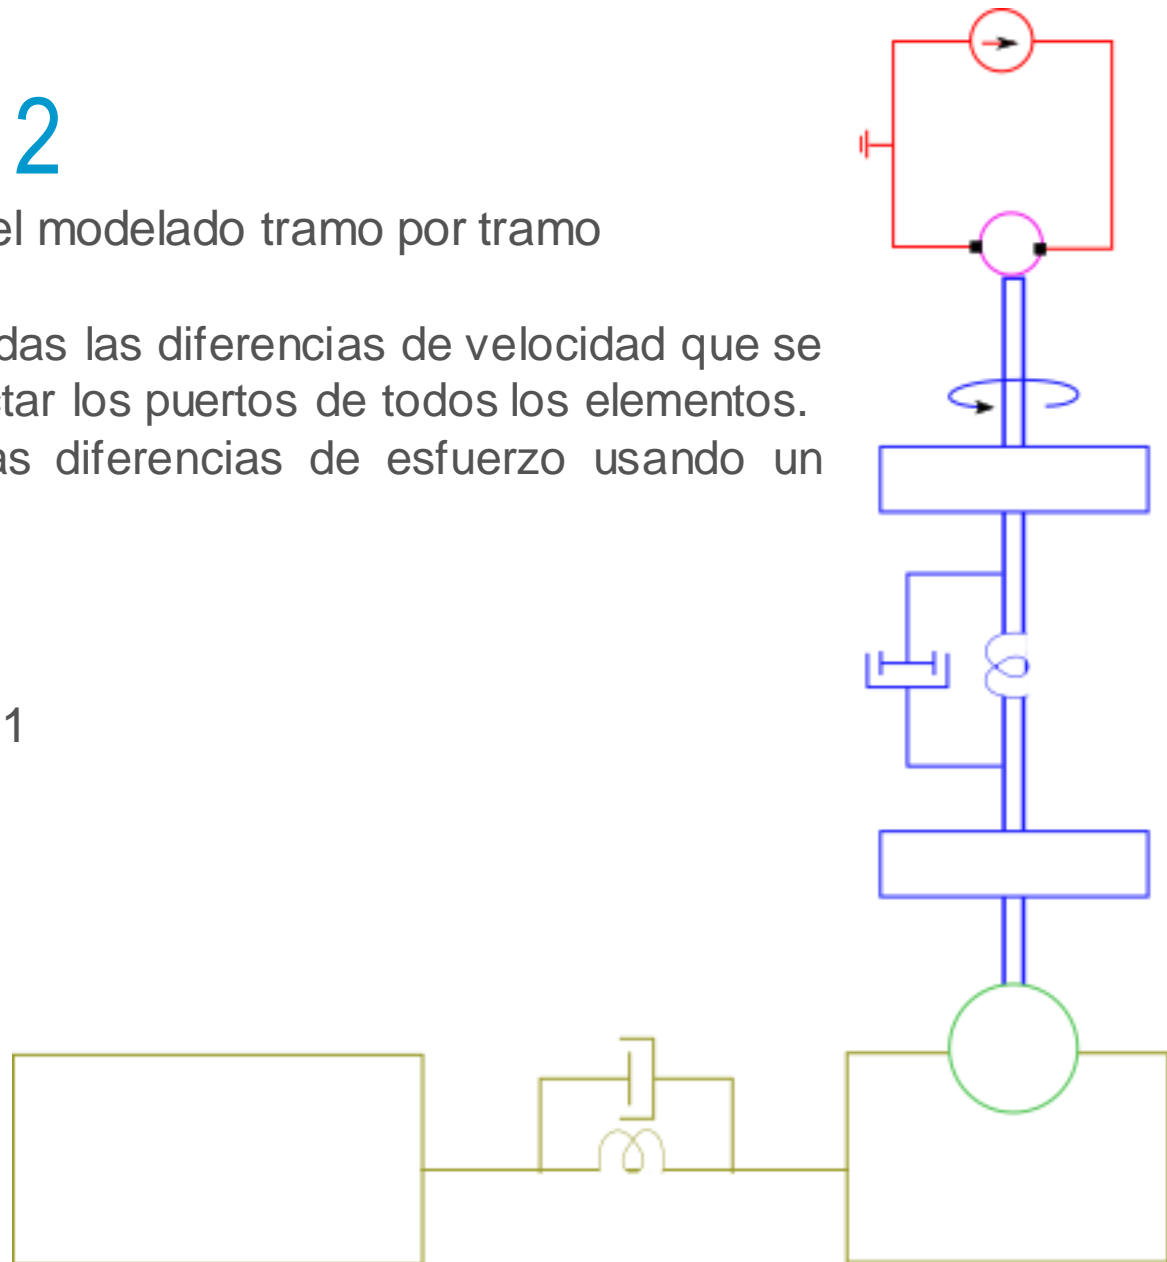 2
el modelado tramo por tramo
das las diferencias de velocidad que se
ctar los puertos de todos los elementos.
as diferencias de esfuerzo usando un
1